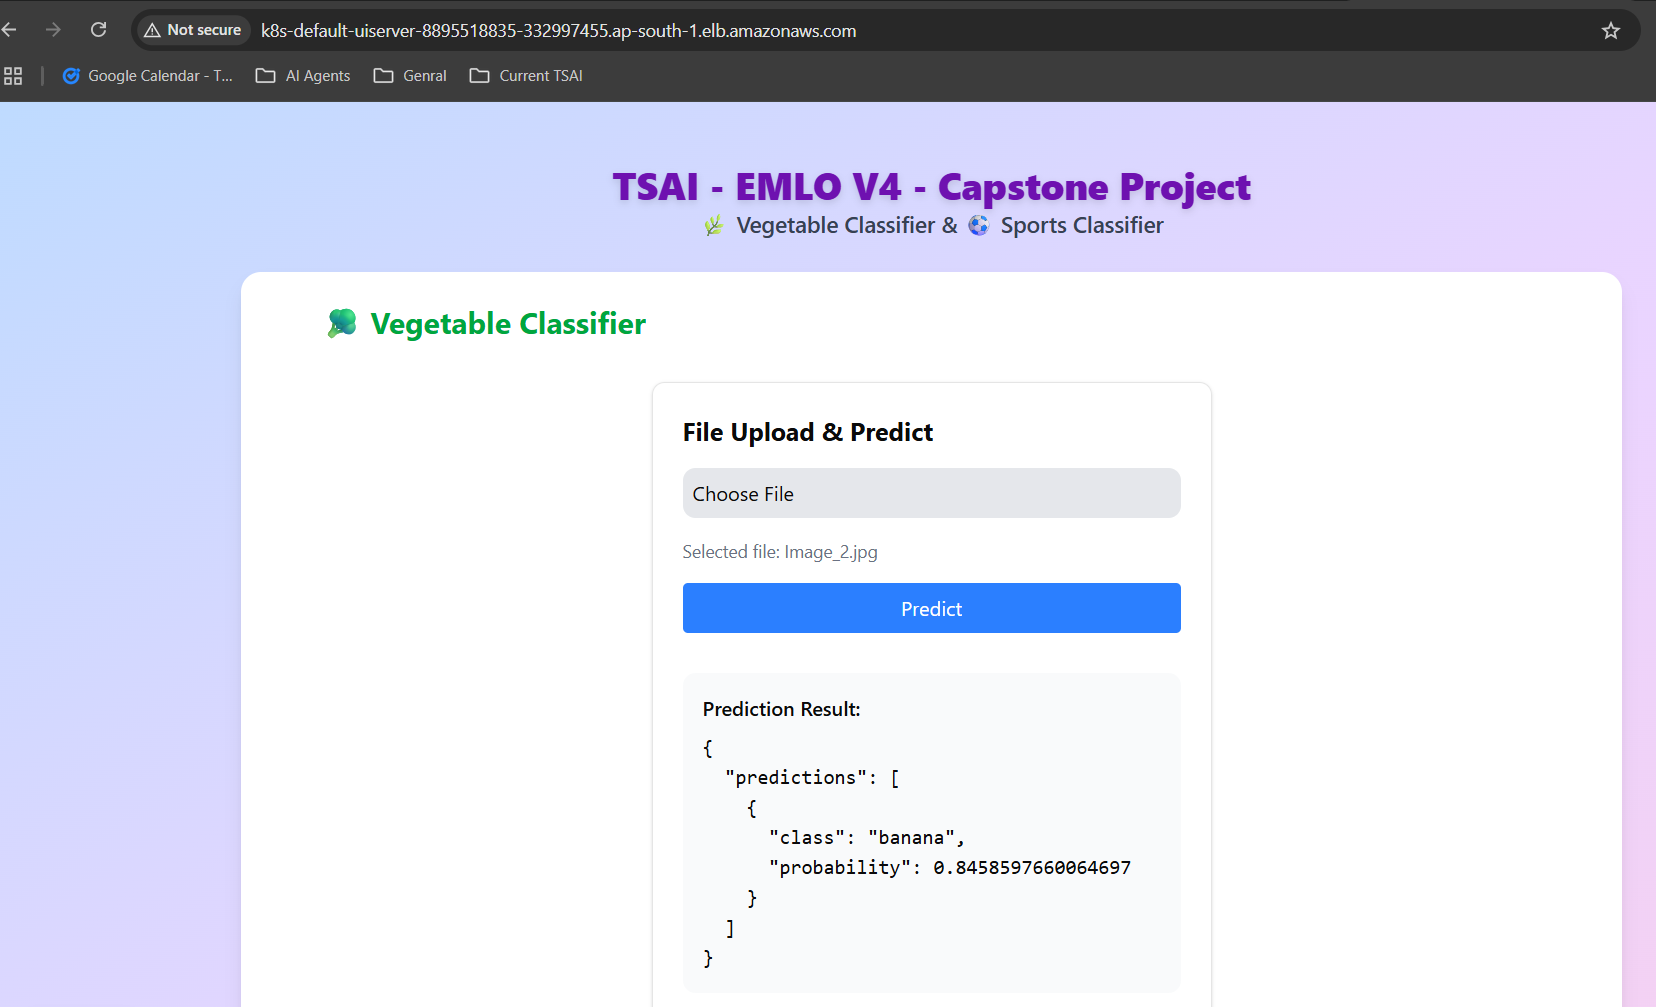 Not secure
k8s-default-uiserver-8895518835-332997455.ap-south-1.elb.amazonaws.com
Google Calendar - T...
AI Agents
Genral
Current TSAI
TSAI - EMLO V4 - Capstone Project
Vegetable Classifier & Sports Classifier
Vegetable Classifier
File Upload & Predict
Choose File
Selected file: Image_2.jpg
Predict
Prediction Result:
{
  "predictions": [
    {
      "class": "banana",
      "probability": 0.8458597660064697
    }
  ]
}